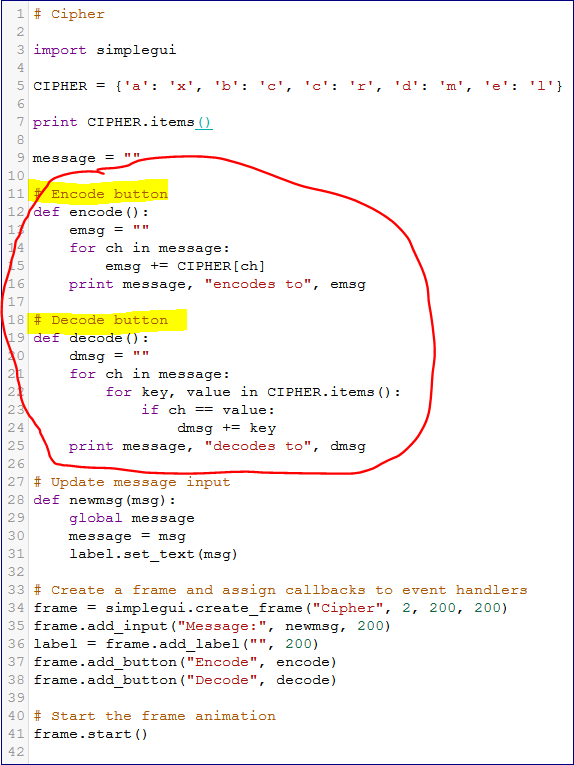 1 # Cipher
2
3 import simplegui
4
5 CIPHER = {'a': 'x', 'b': 'c', 'c': 'r', 'd': 'm', 'e': 'l'}
6
7 print CIPHER.items()
8
9 message = ""
10
11 # Encode button
12 def encode():
13     emsg = ""
14     for ch in message:
15         emsg += CIPHER[ch]
16     print message, "encodes to", emsg
17
18 # Decode button
19 def decode():
20     dmsg = ""
21     for ch in message:
22         for key, value in CIPHER.items():
23             if ch == value:
24                 dmsg += key
25     print message, "decodes to", dmsg
26
27 # Update message input
28 def newmsg(msg):
29     global message
30     message = msg
31     label.set_text(msg)
32
33 # Create a frame and assign callbacks to event handlers
34 frame = simplegui.create_frame("Cipher", 2, 200, 200)
35 frame.add_input("Message:", newmsg, 200)
36 label = frame.add_label("", 200)
37 frame.add_button("Encode", encode)
38 frame.add_button("Decode", decode)
39
40 # Start the frame animation
41 frame.start()
42